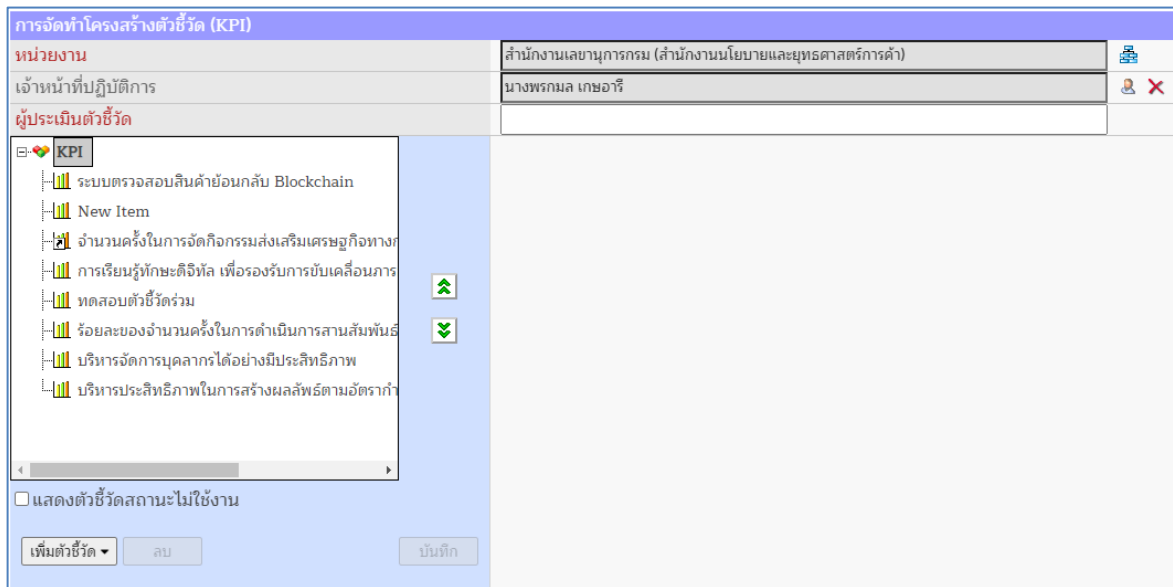 การจัดทำโครงสร้างตัวชี้วัด (KPI)
หน่วยงาน สำนักงานเลขานุการกรม (สำนักงานนโยบายและยุทธศาสตร์การค้า)
เจ้าหน้าที่ปฏิบัติการ นางพรกมล เกษอารี
ผู้ประเมินตัวชี้วัด
KPI
ระบบตรวจสอบสินค้าย้อนกลับ Blockchain
New Item
จำนวนครั้งในการจัดกิจกรรมส่งเสริมเศรษฐกิจทาง
การเรียนรู้ทักษะดิจิทัล เพื่อรองรับการขับเคลื่อนภาร
ทดสอบตัวชี้วัดร่วม
ร้อยละของจำนวนครั้งในการดำเนินการสานสัมพันธ์
บริหารจัดการบุคลากรได้อย่างมีประสิทธิภาพ
บริหารประสิทธิภาพในการสร้างผลลัพธ์ตามอัตรากำ
แสดงตัวชี้วัดสถานะไม่ใช้งาน
เพิ่มตัวชี้วัด ลบ บันทึก